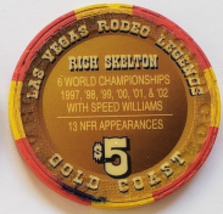 LAS VEGAS RODEO LEGENDS
RICH SKELTON
6 WORLD CHAMPIONSHIPS
1997, '98, '99, '00, '01, & '02
WITH SPEED WILLIAMS
13 NFR APPEARANCES
$5
GOLD COAST